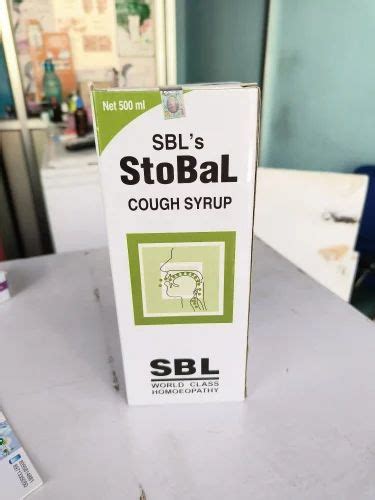 Net 500 ml
SBL's
StoBaL
COUGH SYRUP
SBL
WORLD CLASS
HOMOEOPATHY